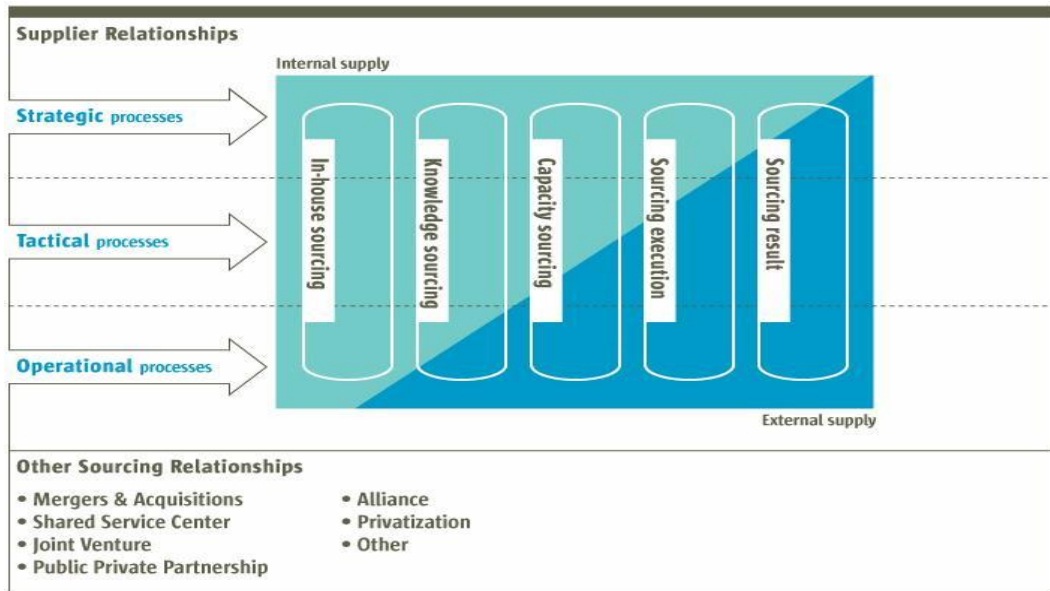 Supplier Relationships
Internal supply
Strategic processes
Tactical processes
Operational processes
In-house sourcing
Knowledge sourcing
Capacity sourcing
Sourcing execution
Sourcing result
External supply
Other Sourcing Relationships
• Mergers & Acquisitions
• Shared Service Center
• Joint Venture
• Public Private Partnership
• Alliance
• Privatization
• Other